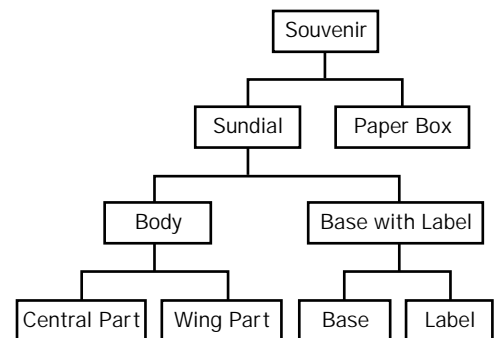 Souvenir
Sundial
Paper Box
Body
Base with Label
Central Part
Wing Part
Base
Label